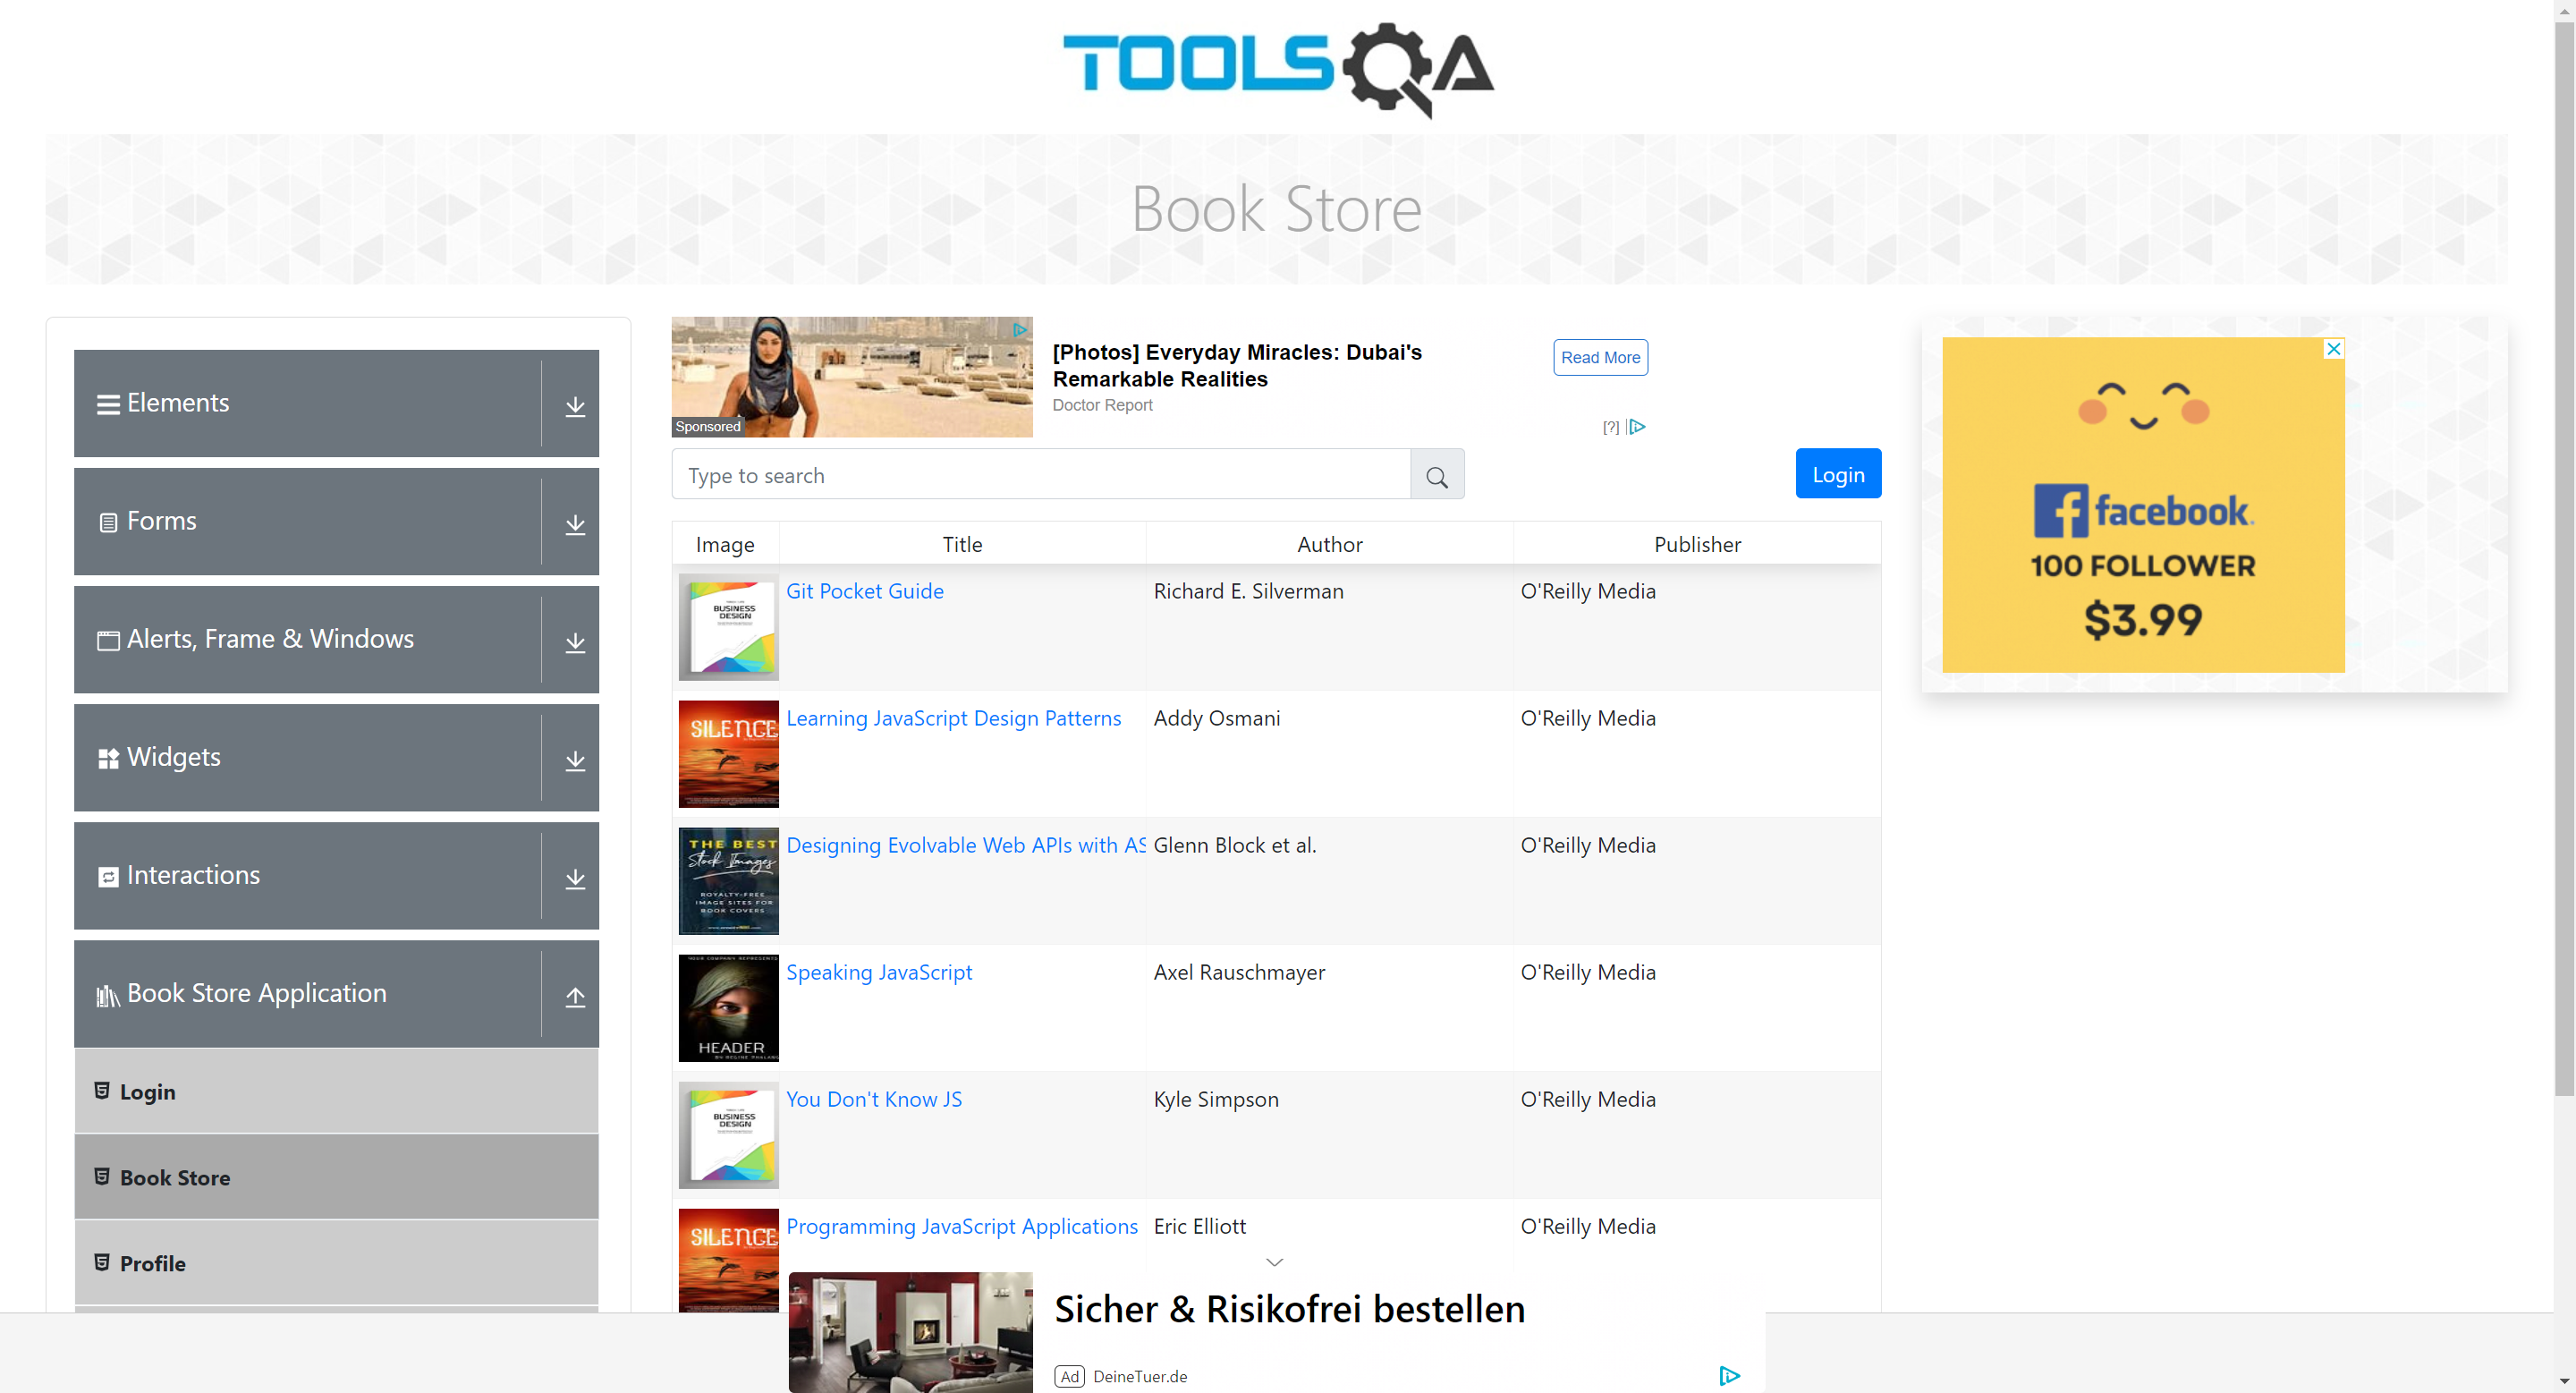 TOOLSQA
Book Store
Elements
Forms
Alerts, Frame & Windows
Widgets
Interactions
Book Store Application
Login
Book Store
Profile
[Photos] Everyday Miracles: Dubai's
Remarkable Realities
Doctor Report
Read More
Sponsored
[?]
Type to search
Login
Image Title Author Publisher
BUSINESS
DESIGN
Git Pocket Guide Richard E. Silverman O'Reilly Media
SILENCE
Learning JavaScript Design Patterns Addy Osmani O'Reilly Media
THE BEST
Stock Images
ROYALTY-FREE
IMAGE SITES FOR
BOOK COVERS
Designing Evolvable Web APIs with AS Glenn Block et al. O'Reilly Media
YOUR COMPANY REPRESENTS
HEADER
Speaking JavaScript Axel Rauschmayer O'Reilly Media
BUSINESS
DESIGN
You Don't Know JS Kyle Simpson O'Reilly Media
SILENCE
Programming JavaScript Applications Eric Elliott O'Reilly Media
facebook.
100 FOLLOWER
$3.99
Sicher & Risikofrei bestellen
Ad DeineTuer.de